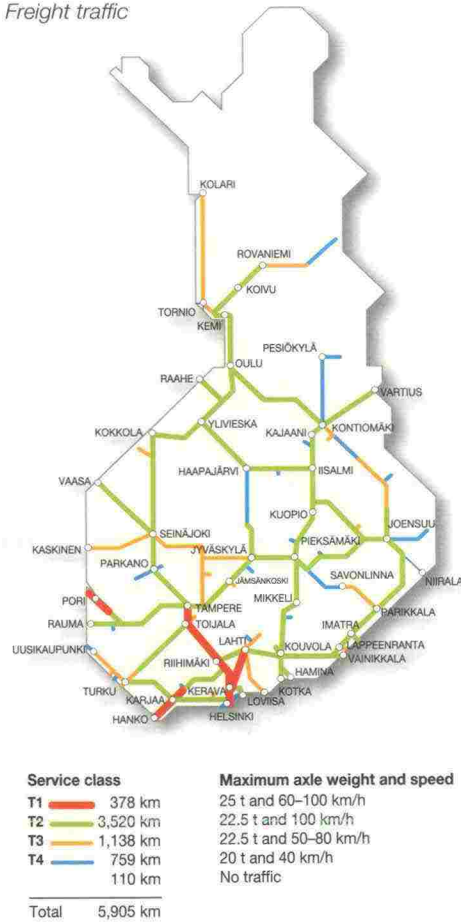 Freight traffic
KOLARI
ROVANIEMI
KOIVU
TORNIO
KEMI
PESIÖKYLÄ
OULU
RAAHE
VARTIUS
YLIVIESKA
KOKKOLA
KAJAANI
KONTIOMÄKI
HAAPAJÄRVI
IISALMI
VAASA
KUOPIO
JOENSUU
SEINÄJOKI
PIEKSÄMÄKI
JYVÄSKYLÄ
KASKINEN
PARKANO
JÄMSÄNKOSKI
SAVONLINNA
NIIRALA
PORI
MIKKELI
TAMPERE
PARIKKALA
RAUMA
TOIJALA
IMATRA
UUSIKAUPUNKI
LAHTI
KOUVOLA
LAPPEENRANTA
VAINIKKALA
RIIHIMÄKI
HAMINA
TURKU
KERAVA
KOTKA
KARJAA
LOVIISA
HANKO
HELSINKI
Service class
Maximum axle weight and speed
T1 378 km
25 t and 60–100 km/h
T2 3,520 km
22.5 t and 100 km/h
T3 1,138 km
22.5 t and 50–80 km/h
T4 759 km
20 t and 40 km/h
110 km
No traffic
Total 5,905 km